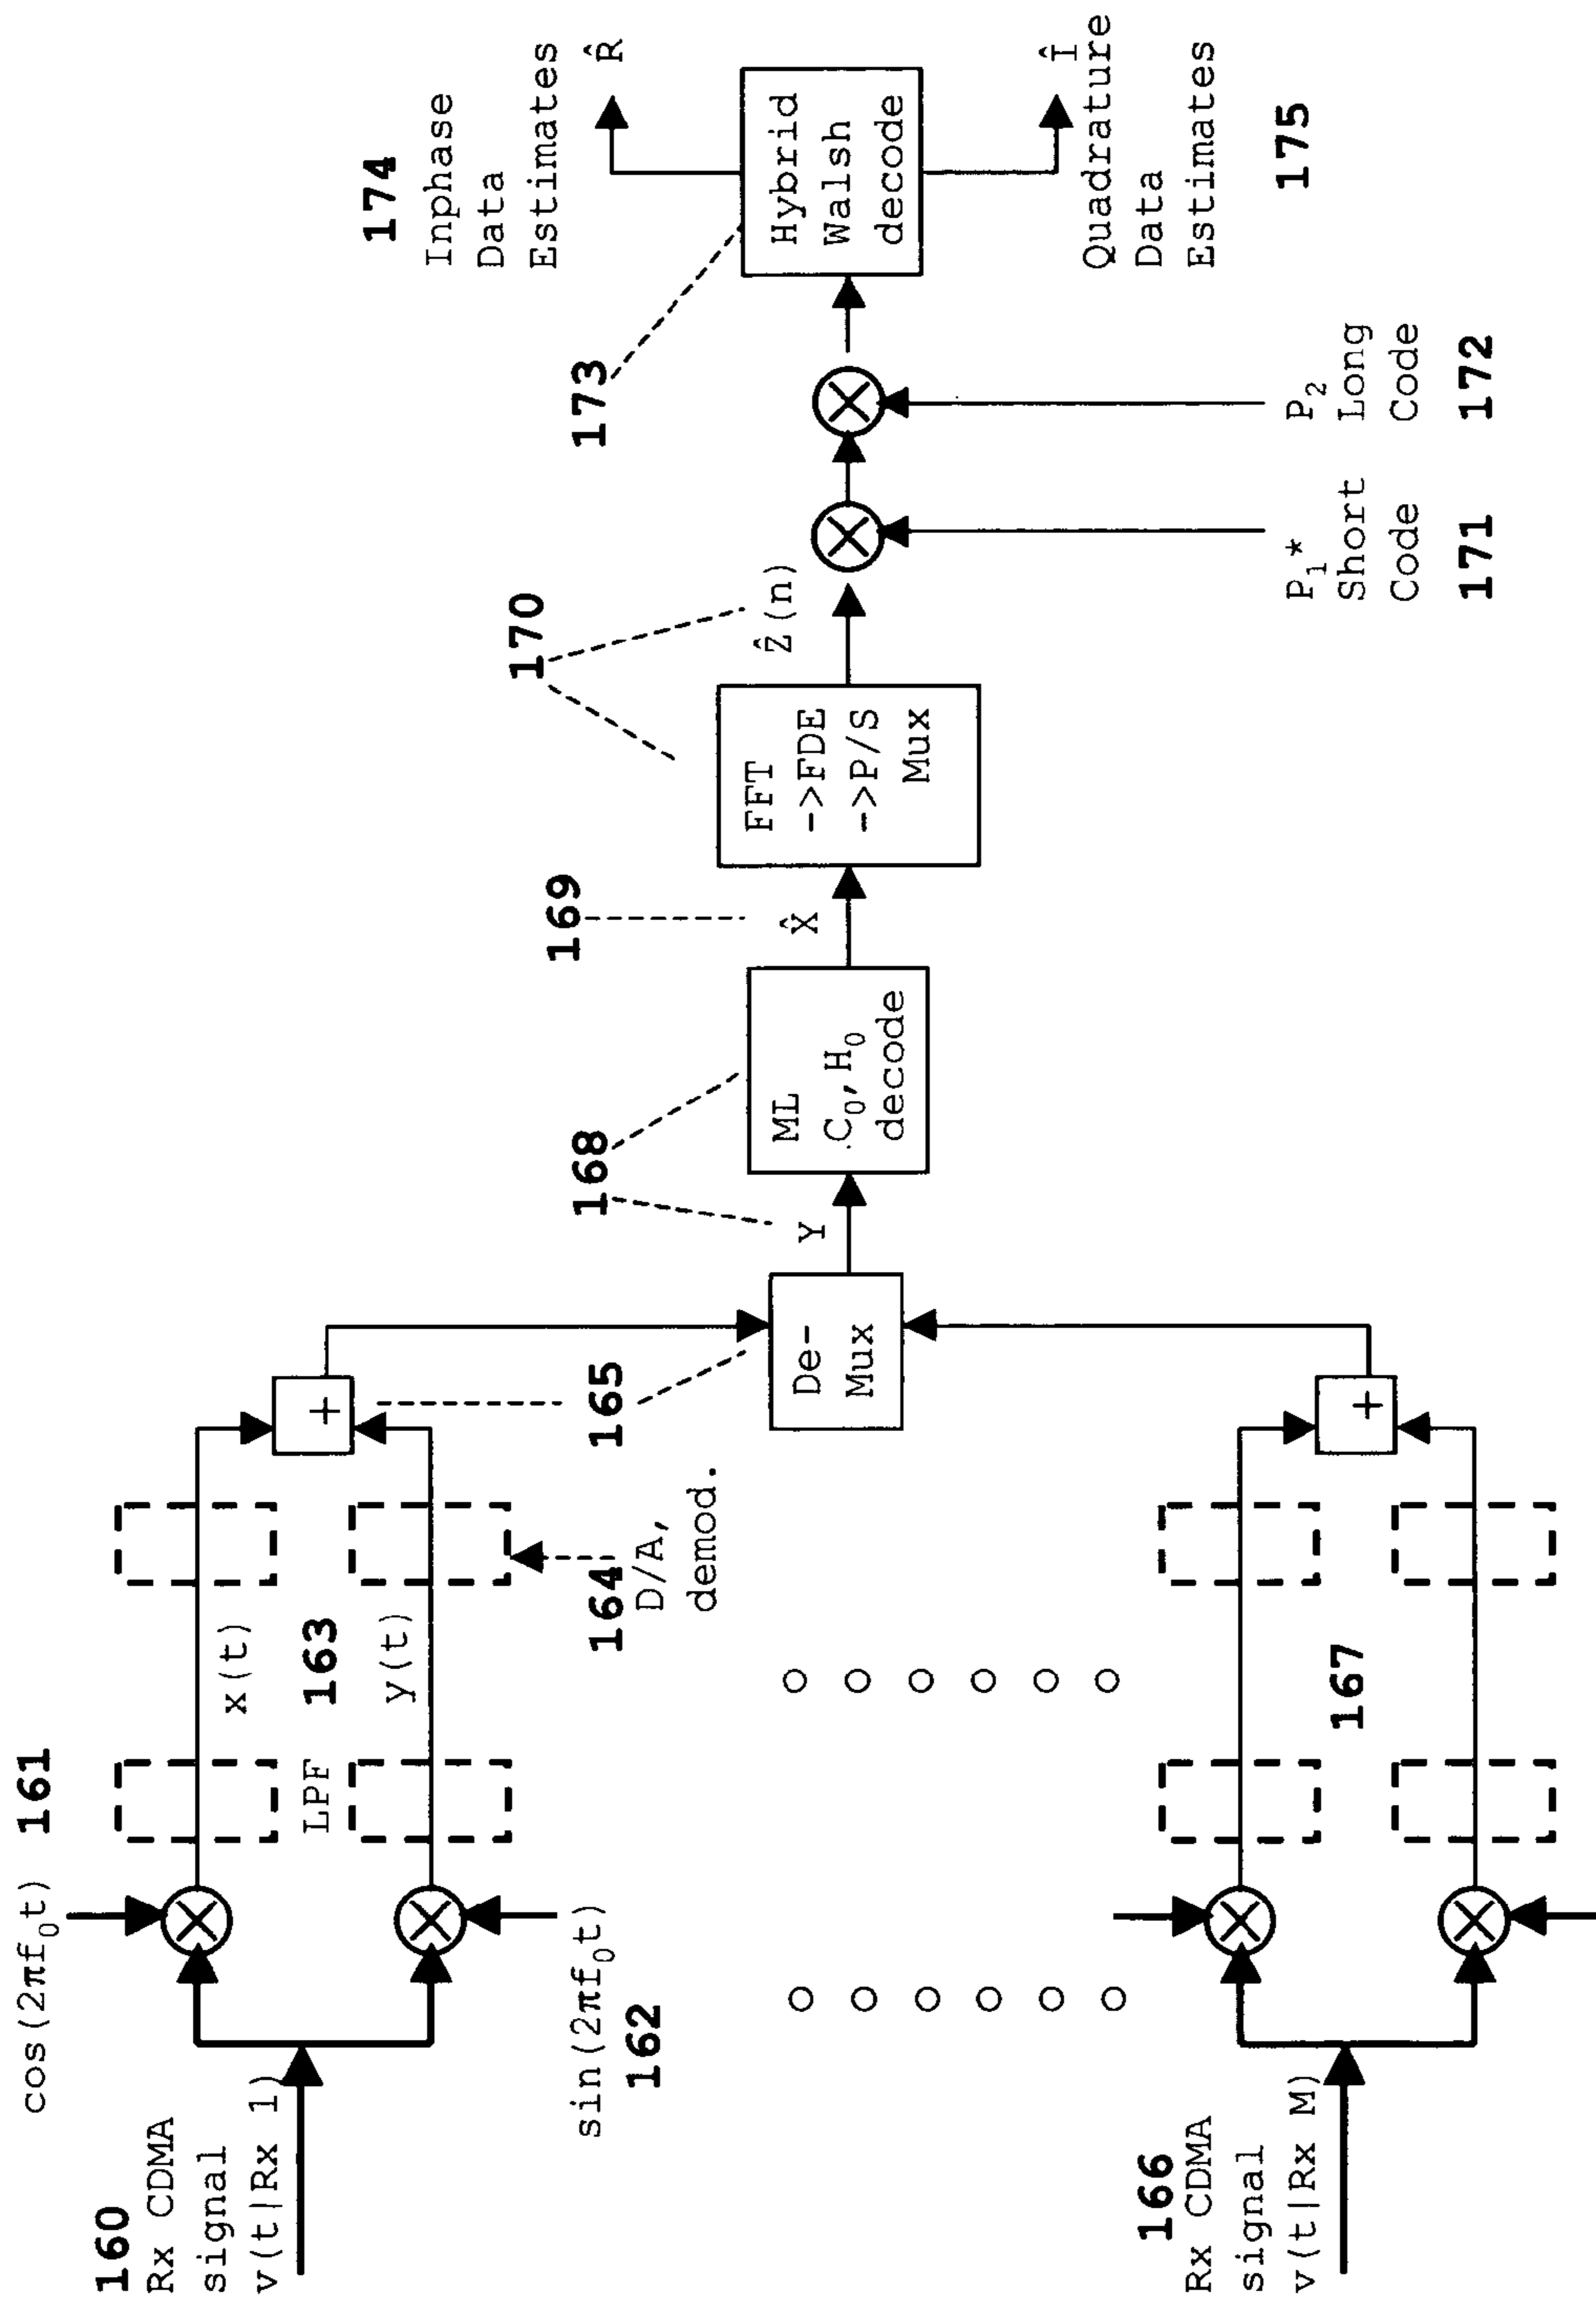 160
Rx CDMA
signal
v(t|Rx 1)
cos(2πf₀t) 161
sin(2πf₀t)
162
LPF
x(t)
163
y(t)
164
D/A,
demod.
165
+
De-
Mux
166
Rx CDMA
signal
v(t|Rx M)
167
+
168
Y
ML
C₀,H₀
decode
169
X̂
170
FFT
->FDE
->P/S
Mux
Ẑ(n)
P₁*
Short
Code
171
P₂
Long
Code
172
173
Hybrid
Walsh
decode
174
Inphase
Data
Estimates
R̂
Î
Quadrature
Data
Estimates
175